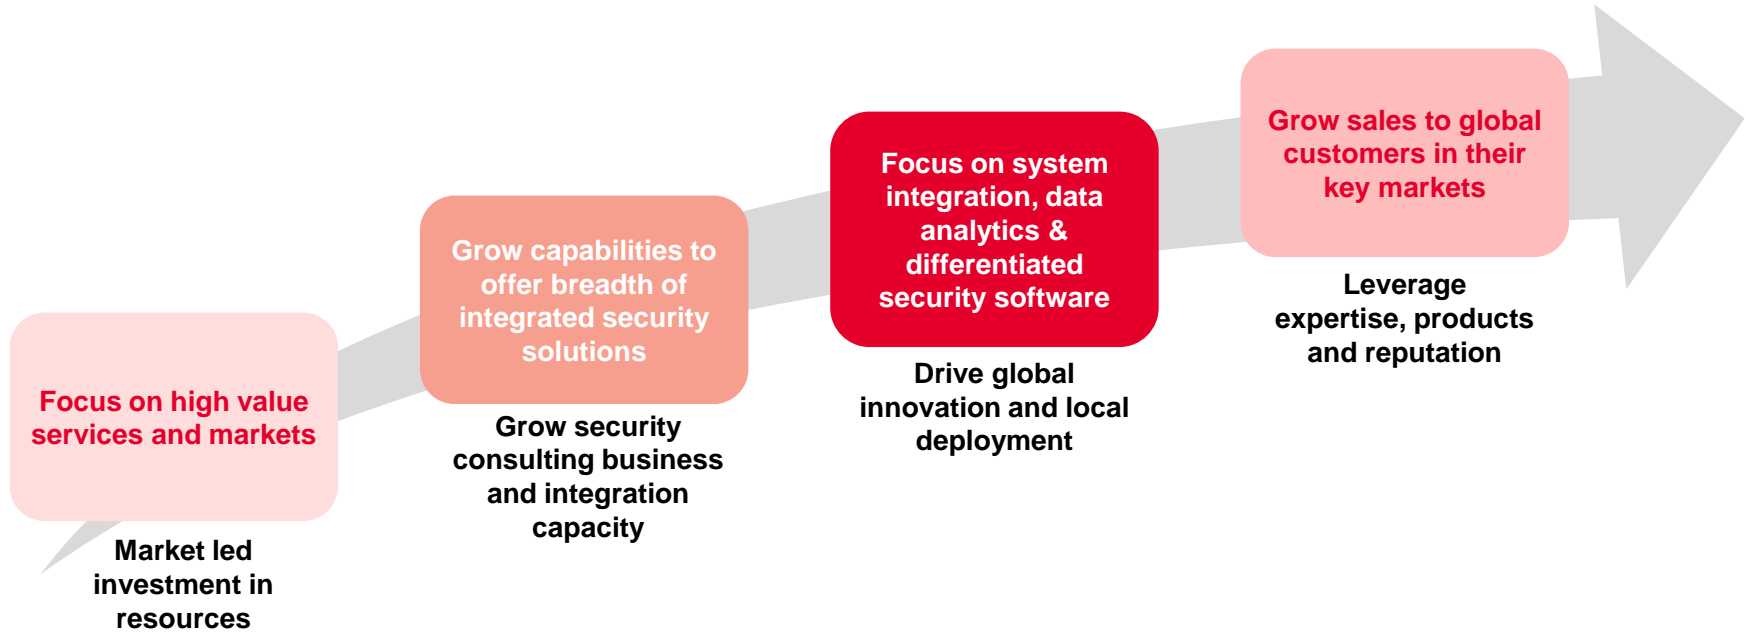 Focus on high value
services and markets
Market led
investment in
resources
Grow capabilities to
offer breadth of
integrated security
solutions
Grow security
consulting business
and integration
capacity
Focus on system
integration, data
analytics &
differentiated
security software
Drive global
innovation and local
deployment
Grow sales to global
customers in their
key markets
Leverage
expertise, products
and reputation